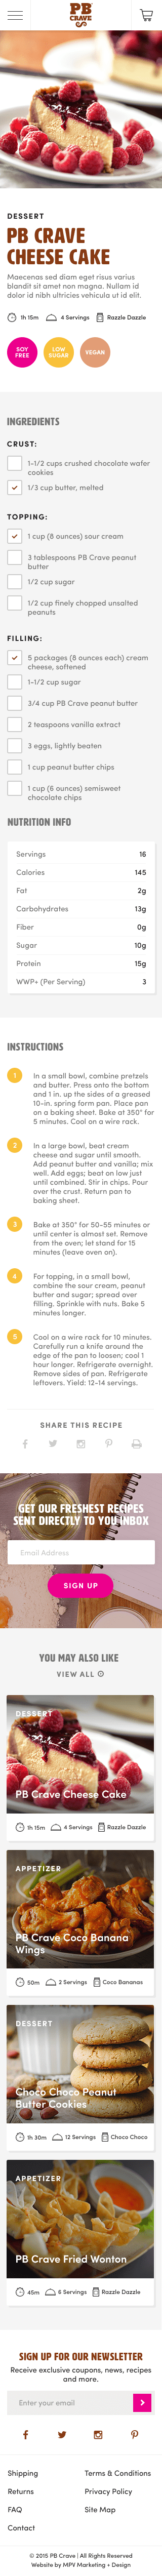 PB
CRAVE
DESSERT
PB CRAVE
CHEESE CAKE
Maecenas sed diam eget risus varius
blandit sit amet non magna. Nullam id
dolor id nibh ultricies vehicula ut id elit.
1h 15m 4 Servings Razzle Dazzle
SOY
FREE
LOW
SUGAR
VEGAN
INGREDIENTS
CRUST:
1-1/2 cups crushed chocolate wafer
cookies
1/3 cup butter, melted
TOPPING:
1 cup (8 ounces) sour cream
3 tablespoons PB Crave peanut
butter
1/2 cup sugar
1/2 cup finely chopped unsalted
peanuts
FILLING:
5 packages (8 ounces each) cream
cheese, softened
1-1/2 cup sugar
3/4 cup PB Crave peanut butter
2 teaspoons vanilla extract
3 eggs, lightly beaten
1 cup peanut butter chips
1 cup (6 ounces) semisweet
chocolate chips
NUTRITION INFO
Servings 16
Calories 145
Fat 2g
Carbohydrates 13g
Fiber 0g
Sugar 10g
Protein 15g
WWP+ (Per Serving) 3
INSTRUCTIONS
1 In a small bowl, combine pretzels
and butter. Press onto the bottom
and 1 in. up the sides of a greased
10-in. spring form pan. Place pan
on a baking sheet. Bake at 350° for
5 minutes. Cool on a wire rack.
2 In a large bowl, beat cream
cheese and sugar until smooth.
Add peanut butter and vanilla; mix
well. Add eggs; beat on low just
until combined. Stir in chips. Pour
over the crust. Return pan to
baking sheet.
3 Bake at 350° for 50-55 minutes or
until center is almost set. Remove
from the oven; let stand for 15
minutes (leave oven on).
4 For topping, in a small bowl,
combine the sour cream, peanut
butter and sugar; spread over
filling. Sprinkle with nuts. Bake 5
minutes longer.
5 Cool on a wire rack for 10 minutes.
Carefully run a knife around the
edge of the pan to loosen; cool 1
hour longer. Refrigerate overnight.
Remove sides of pan. Refrigerate
leftovers. Yield: 12-14 servings.
SHARE THIS RECIPE
GET OUR FRESHEST RECIPES
SENT DIRECTLY TO YOU INBOX
Email Address
SIGN UP
YOU MAY ALSO LIKE
VIEW ALL
DESSERT
PB Crave Cheese Cake
1h 15m 4 Servings Razzle Dazzle
APPETIZER
PB Crave Coco Banana
Wings
50m 2 Servings Coco Bananas
DESSERT
Choco Choco Peanut
Butter Cookies
1h 30m 12 Servings Choco Choco
APPETIZER
PB Crave Fried Wonton
45m 6 Servings Razzle Dazzle
SIGN UP FOR OUR NEWSLETTER
Receive exclusive coupons, news, recipes
and more.
Enter your email
Shipping Terms & Conditions
Returns Privacy Policy
FAQ Site Map
Contact
© 2015 PB Crave | All Rights Reserved
Website by MPV Marketing + Design